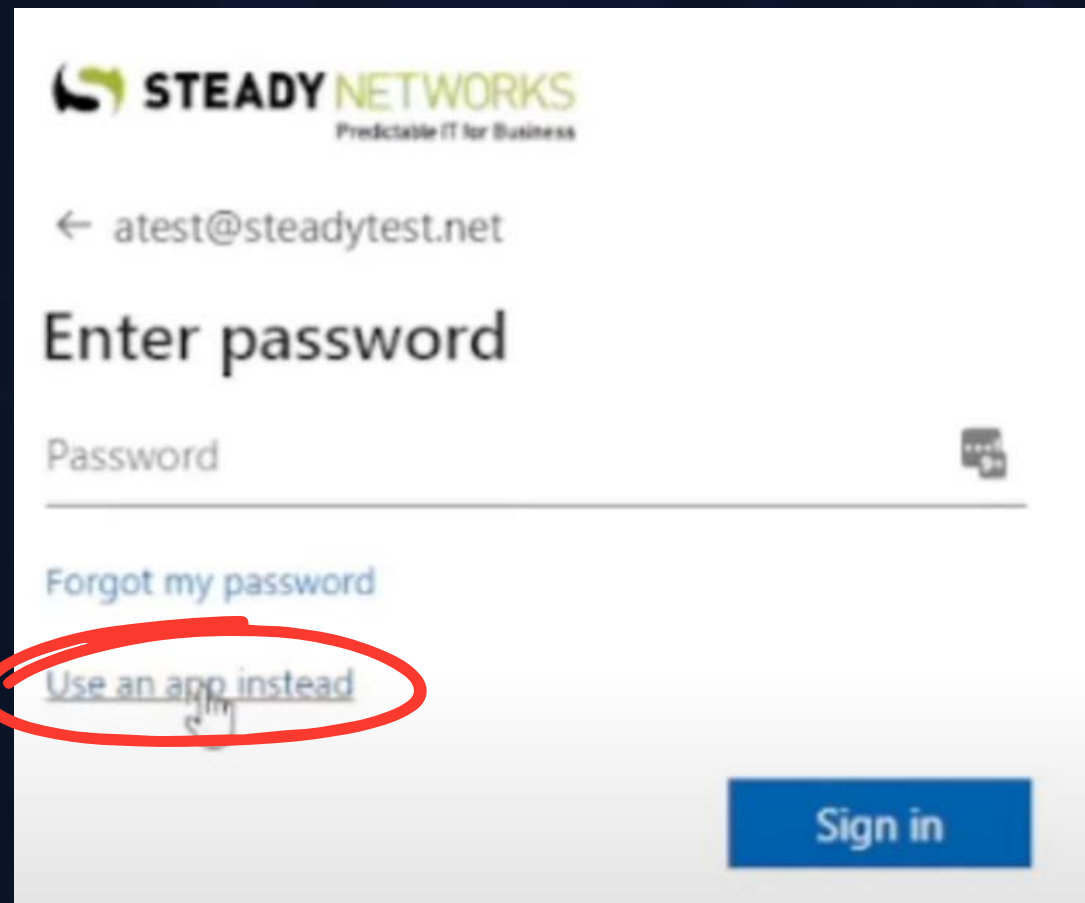 STEADY NETWORKS
Predictable IT for Business
← atest@steadytest.net
Enter password
Password
Forgot my password
Use an app instead
Sign in